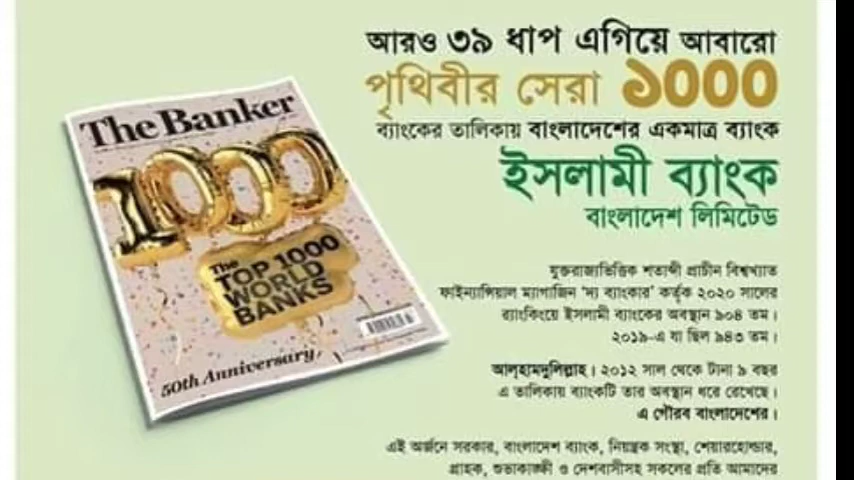 আরও ৩৯ ধাপ এগিয়ে আবারো
পৃথিবীর সেরা ১০০০
ব্যাংকের তালিকায় বাংলাদেশের একমাত্র ব্যাংক
ইসলামী ব্যাংক
বাংলাদেশ লিমিটেড
The Banker
1000
The
TOP 1000
WORLD
BANKS
50th Anniversary
যুক্তরাজ্যভিত্তিক শতাব্দী প্রাচীন বিশ্বখ্যাত
ফাইন্যান্সিয়াল ম্যাগাজিন ‘দ্য ব্যাংকার’ কর্তৃক ২০২০ সালের
র‍্যাংকিংয়ে ইসলামী ব্যাংকের অবস্থান ৯০৪ তম।
২০১৯-এ যা ছিল ৯৪৩ তম।
আল্‌হামদুলিল্লাহ। ২০১২ সাল থেকে টানা ৯ বছর
এ তালিকায় ব্যাংকটি তার অবস্থান ধরে রেখেছে।
এ গৌরব বাংলাদেশের।
এই অর্জনে সরকার, বাংলাদেশ ব্যাংক, নিয়ন্ত্রক সংস্থা, শেয়ারহোল্ডার,
গ্রাহক, শুভাকাঙ্ক্ষী ও দেশবাসীসহ সকলের প্রতি আমাদের